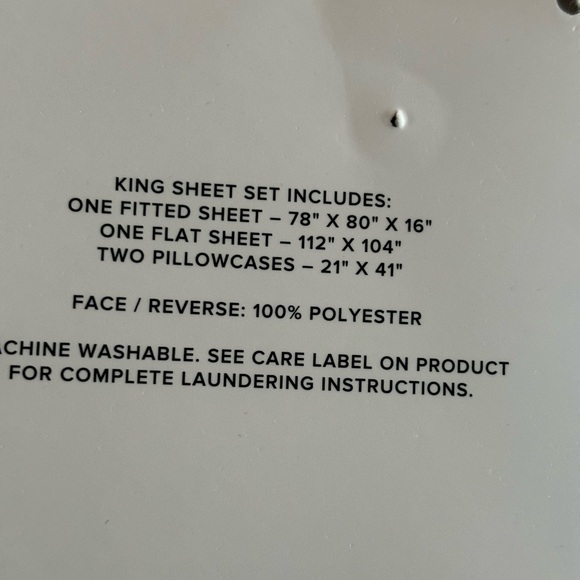 KING SHEET SET INCLUDES:
ONE FITTED SHEET – 78" X 80" X 16"
ONE FLAT SHEET – 112" X 104"
TWO PILLOWCASES – 21" X 41"
FACE / REVERSE: 100% POLYESTER
ACHINE WASHABLE. SEE CARE LABEL ON PRODUCT
FOR COMPLETE LAUNDERING INSTRUCTIONS.